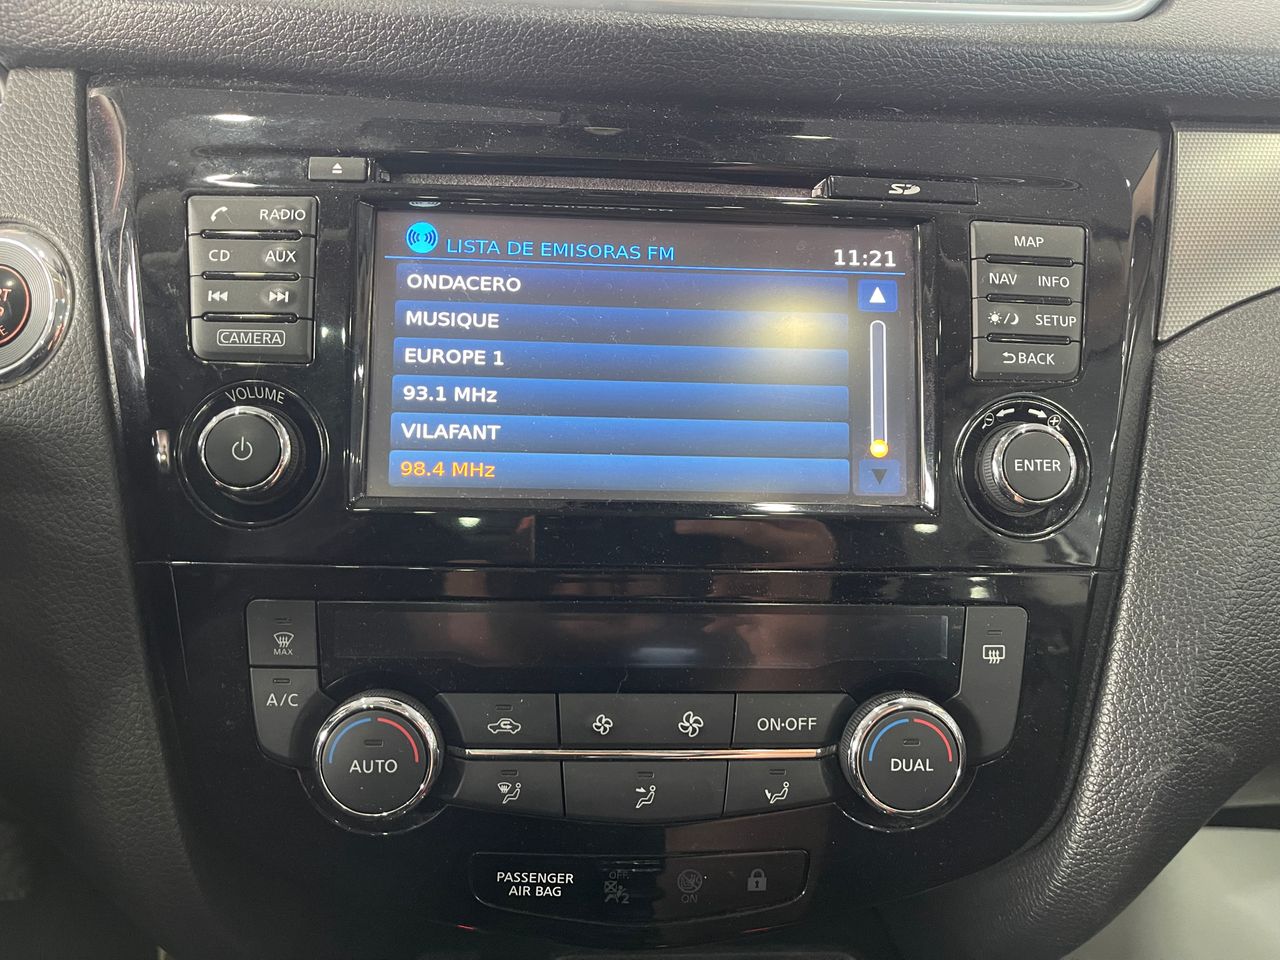 SD
RADIO
CD AUX
CAMERA
VOLUME
LISTA DE EMISORAS FM 11:21
ONDACERO
MUSIQUE
EUROPE 1
93.1 MHz
VILAFANT
98.4 MHz
MAP
NAV INFO
SETUP
BACK
ENTER
MAX
A/C
AUTO
ON-OFF
DUAL
PASSENGER
AIR BAG
OFF
2
ON